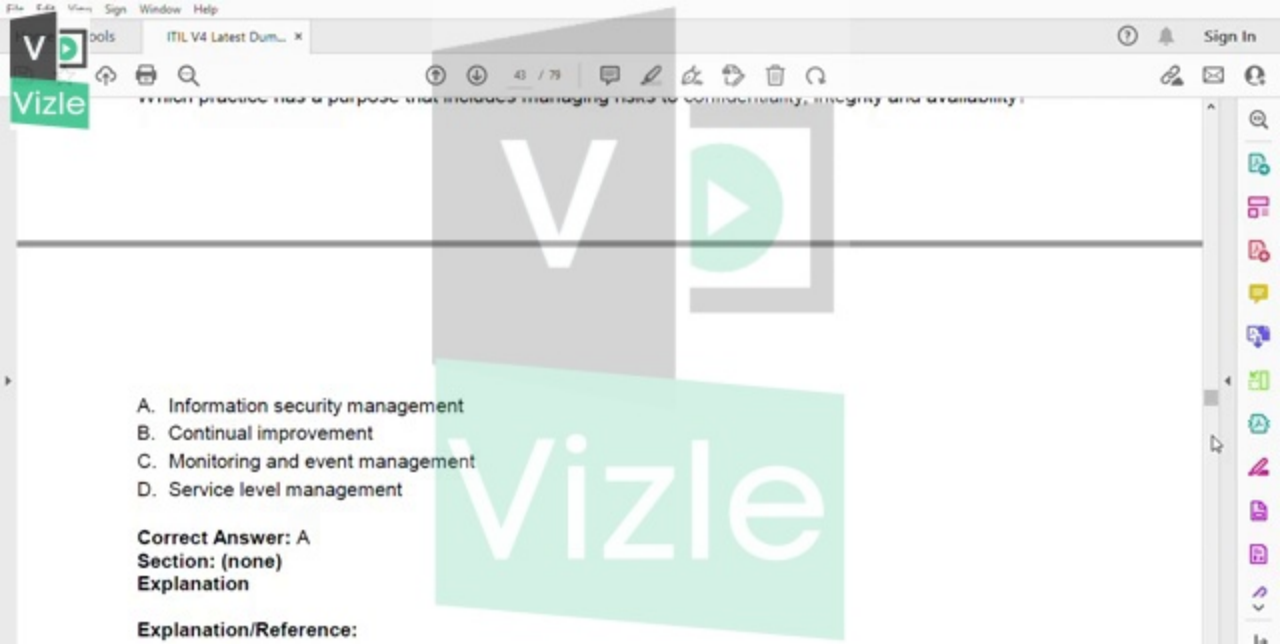 File Edit View Sign Window Help
ools
ITIL V4 Latest Dum... ×
Sign In
43 / 79
V
Vizle
Which practice has a purpose that includes managing risks to confidentiality, integrity and availability?
V
A. Information security management
B. Continual improvement
C. Monitoring and event management
D. Service level management
Vizle
Correct Answer: A
Section: (none)
Explanation
Explanation/Reference: